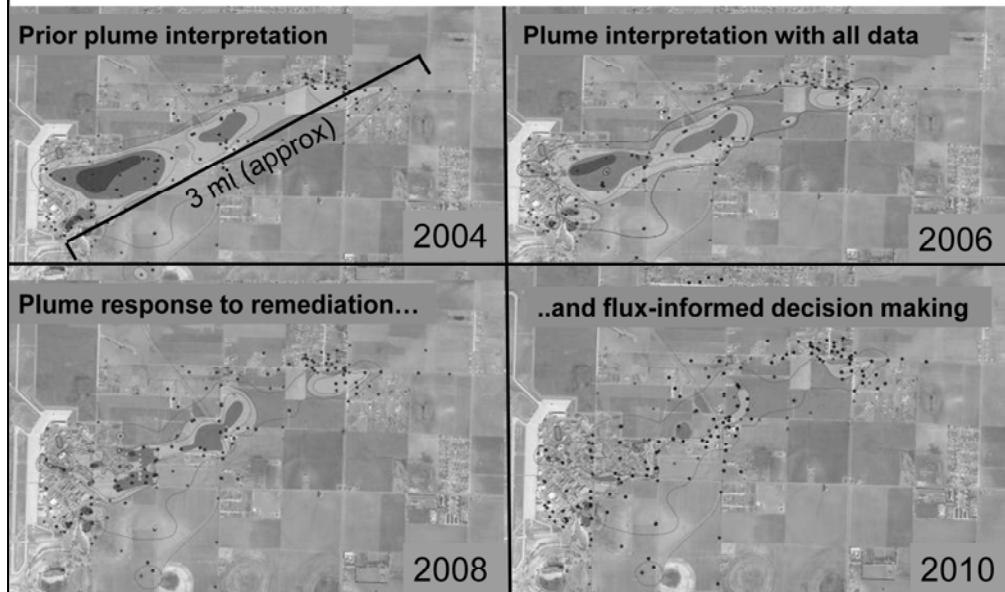 Prior plume interpretation
3 mi (approx)
2004
Plume interpretation with all data
2006
Plume response to remediation…
2008
..and flux-informed decision making
2010